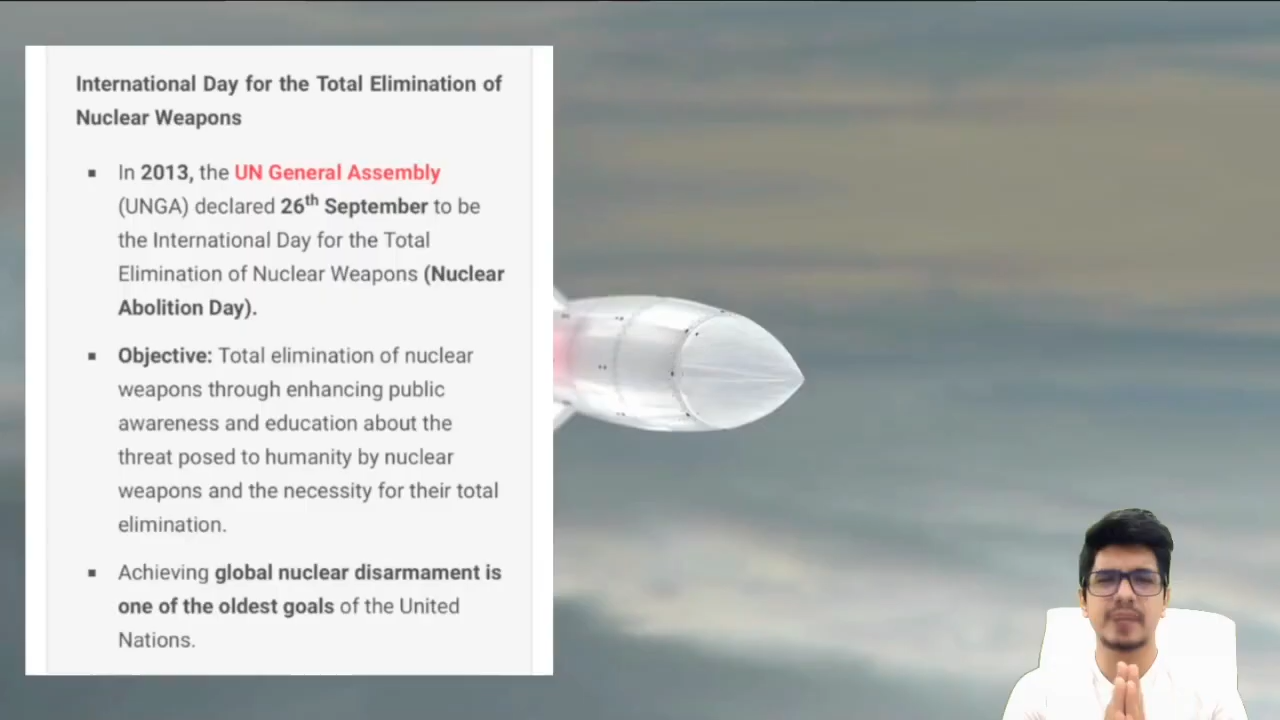 International Day for the Total Elimination of
Nuclear Weapons
▪ In 2013, the UN General Assembly
(UNGA) declared 26th September to be
the International Day for the Total
Elimination of Nuclear Weapons (Nuclear
Abolition Day).
▪ Objective: Total elimination of nuclear
weapons through enhancing public
awareness and education about the
threat posed to humanity by nuclear
weapons and the necessity for their total
elimination.
▪ Achieving global nuclear disarmament is
one of the oldest goals of the United
Nations.